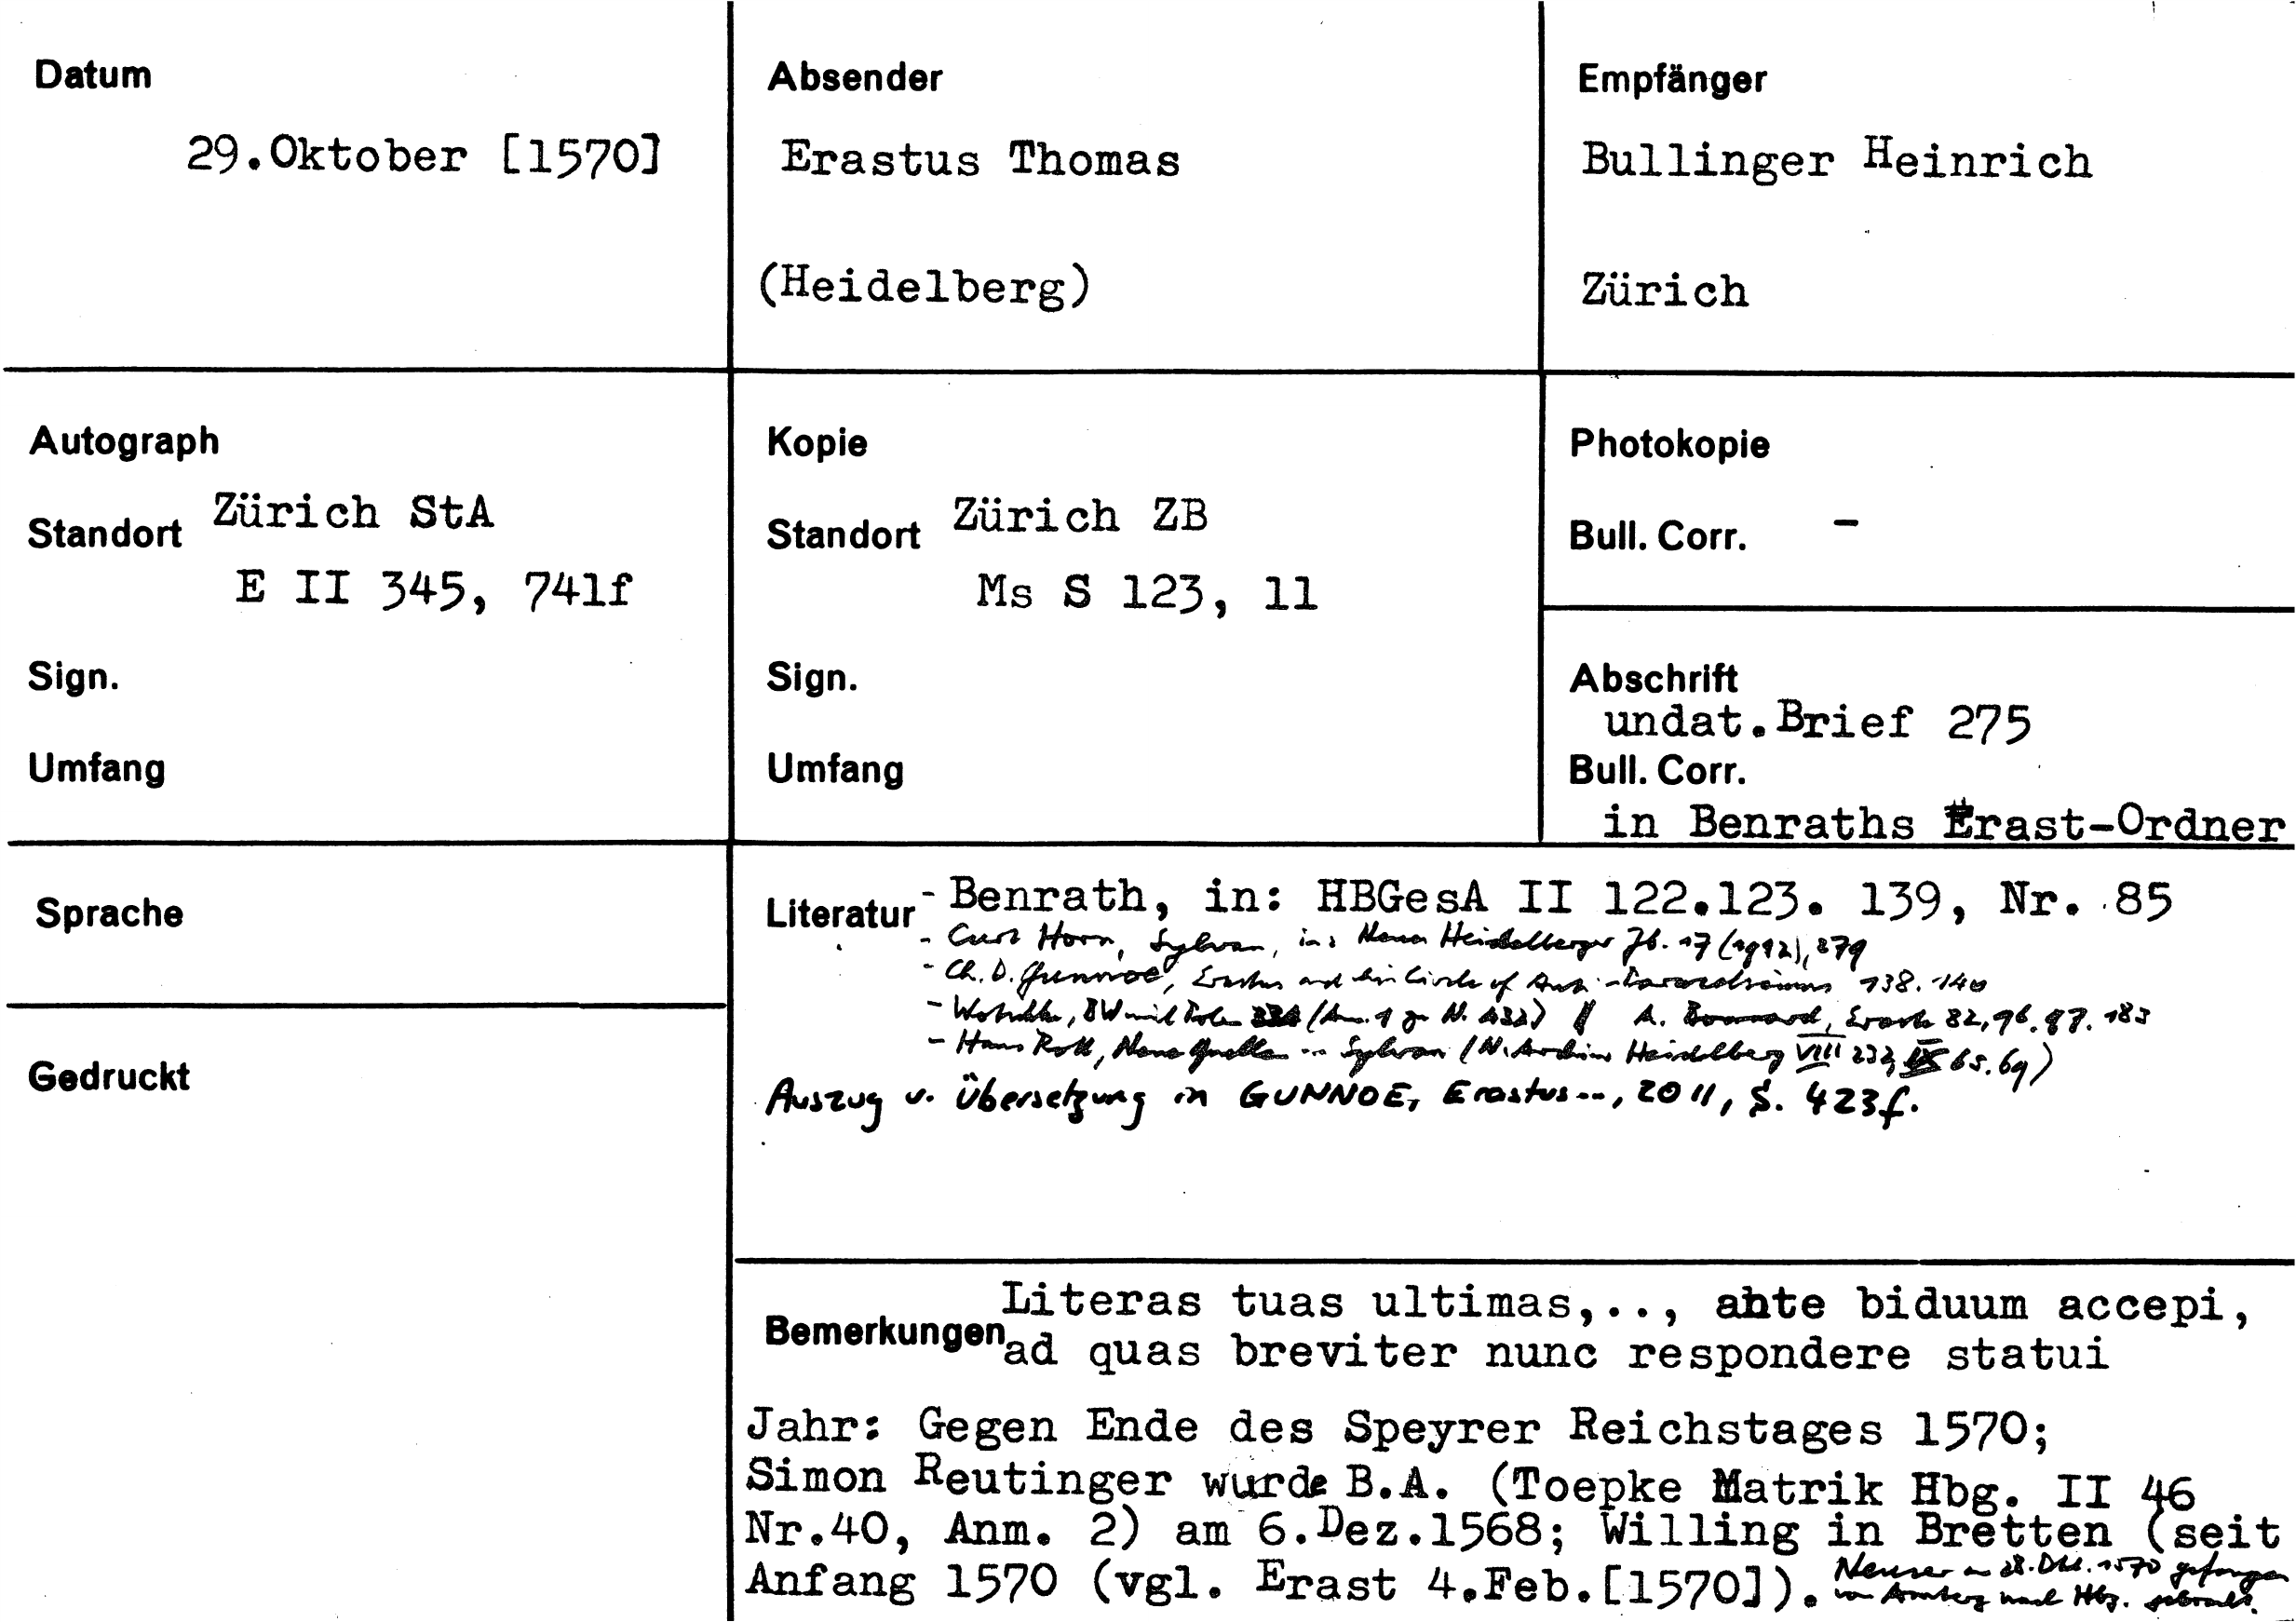 Datum
29.Oktober [1570]
Absender
Erastus Thomas
(Heidelberg)
Empfänger
Bullinger Heinrich
Zürich
Autograph
Standort Zürich StA
E II 345, 741f
Sign.
Umfang
Kopie
Standort Zürich ZB
Ms S 123, 11
Sign.
Umfang
Photokopie
Bull. Corr. -
Abschrift
undat.Brief 275
Bull. Corr.
in Benraths Erast-Ordner
Sprache
Gedruckt
Literatur - Benrath, in: HBGesA II 122.123. 139, Nr. 85
- Curt Horn, Sylvan, in: Neue Heidelberger Jb. 17 (1912), 279
- Ch. D. Gunnoe, Erastus and his Circle of Anti-Paracelsianism 138.140
- Wotschke, BW mit Polen (Anm. 1 zu N. 432) A. Bonnard, Eraste 82, 96. 97. 183
- Hans Rott, Neue Quellen ... Sylvan (N. Archiv Heidelberg VIII 232, IX 65.69)
Auszug u. Übersetzung in GUNNOE, Erastus..., 2011, S. 423f.
Bemerkungen Literas tuas ultimas,.., ante biduum accepi,
ad quas breviter nunc respondere statui
Jahr: Gegen Ende des Speyrer Reichstages 1570;
Simon Reutinger wurde B.A. (Toepke Matrik Hbg. II 46
Nr.40, Anm. 2) am 6.Dez.1568; Willing in Bretten (seit
Anfang 1570 (vgl. Erast 4.Feb.[1570]). Neuser am 28. Okt. 1570 gefangen
von Amberg nach Hbg. gebracht.